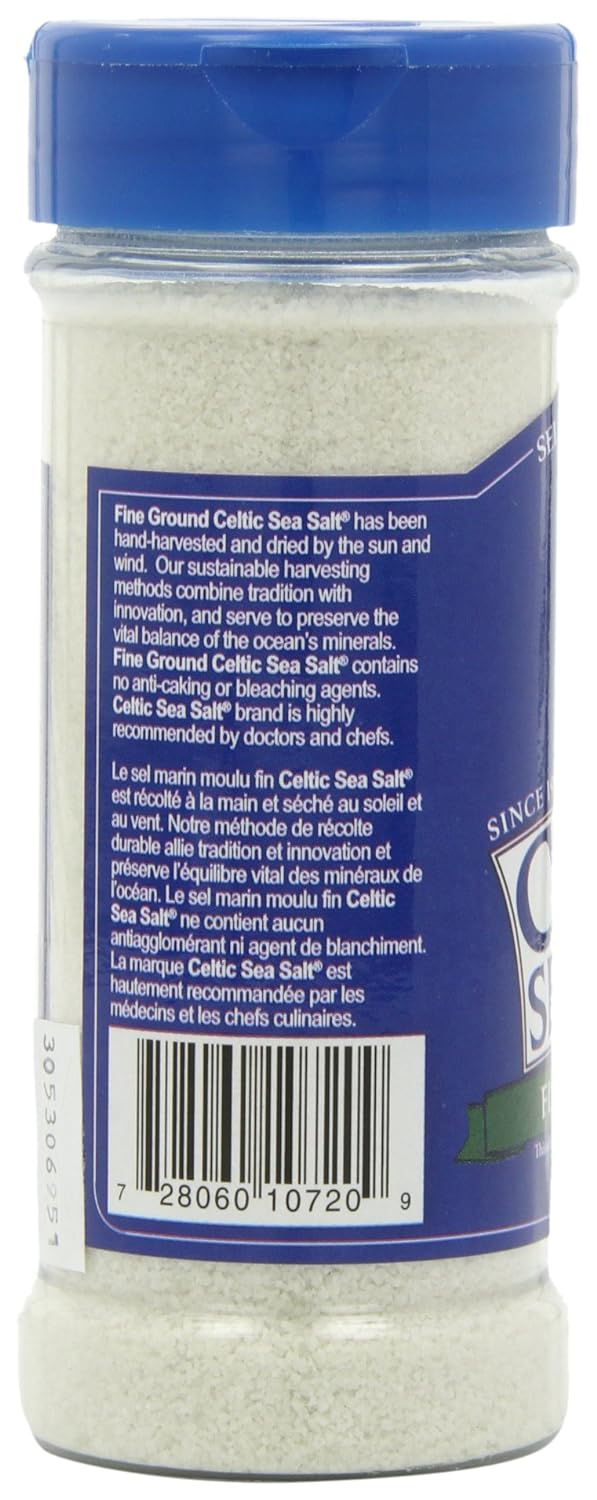 Fine Ground Celtic Sea Salt® has been
hand-harvested and dried by the sun and
wind. Our sustainable harvesting
methods combine tradition with
innovation, and serve to preserve the
vital balance of the ocean's minerals.
Fine Ground Celtic Sea Salt® contains
no anti-caking or bleaching agents.
Celtic Sea Salt® brand is highly
recommended by doctors and chefs.
Le sel marin moulu fin Celtic Sea Salt®
est récolté à la main et séché au soleil et
au vent. Notre méthode de récolte
durable allie tradition et innovation et
préserve l'équilibre vital des minéraux de
l'océan. Le sel marin moulu fin Celtic
Sea Salt® ne contient aucun
antiagglomérant ni agent de blanchiment.
La marque Celtic Sea Salt® est
hautement recommandée par les
médecins et les chefs culinaires.
7 28060 10720 9
SINCE